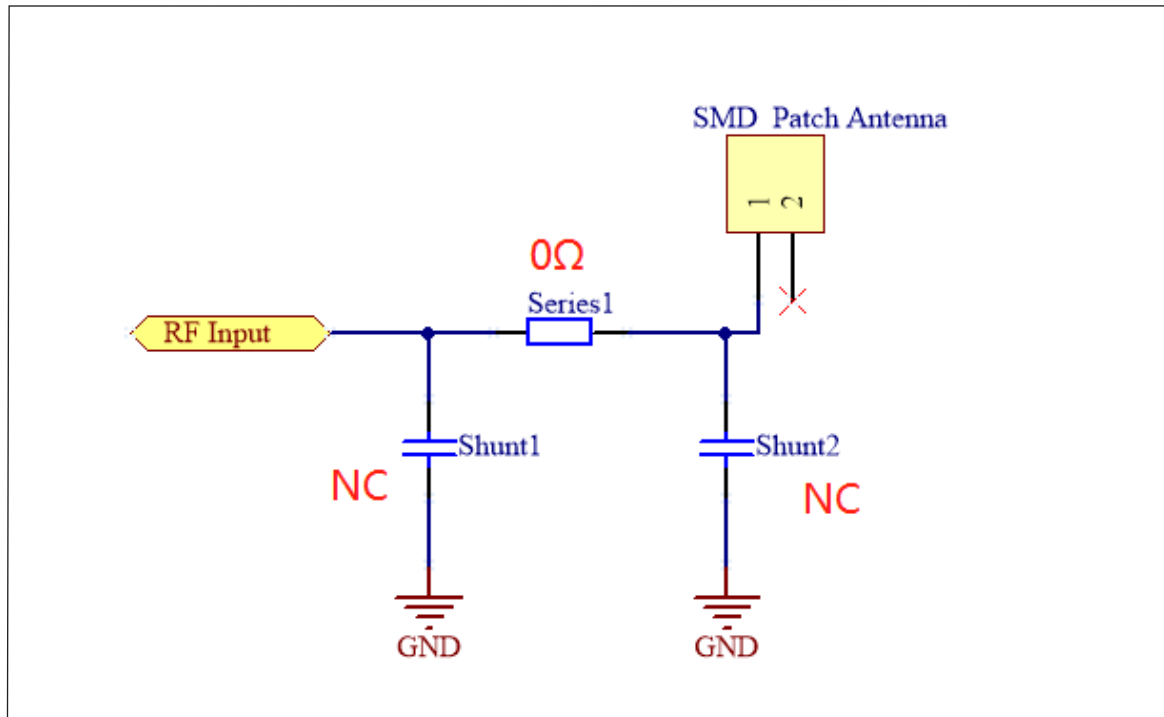 SMD Patch Antenna
1
2
0Ω
Series1
RF Input
Shunt1
Shunt2
NC
NC
GND
GND